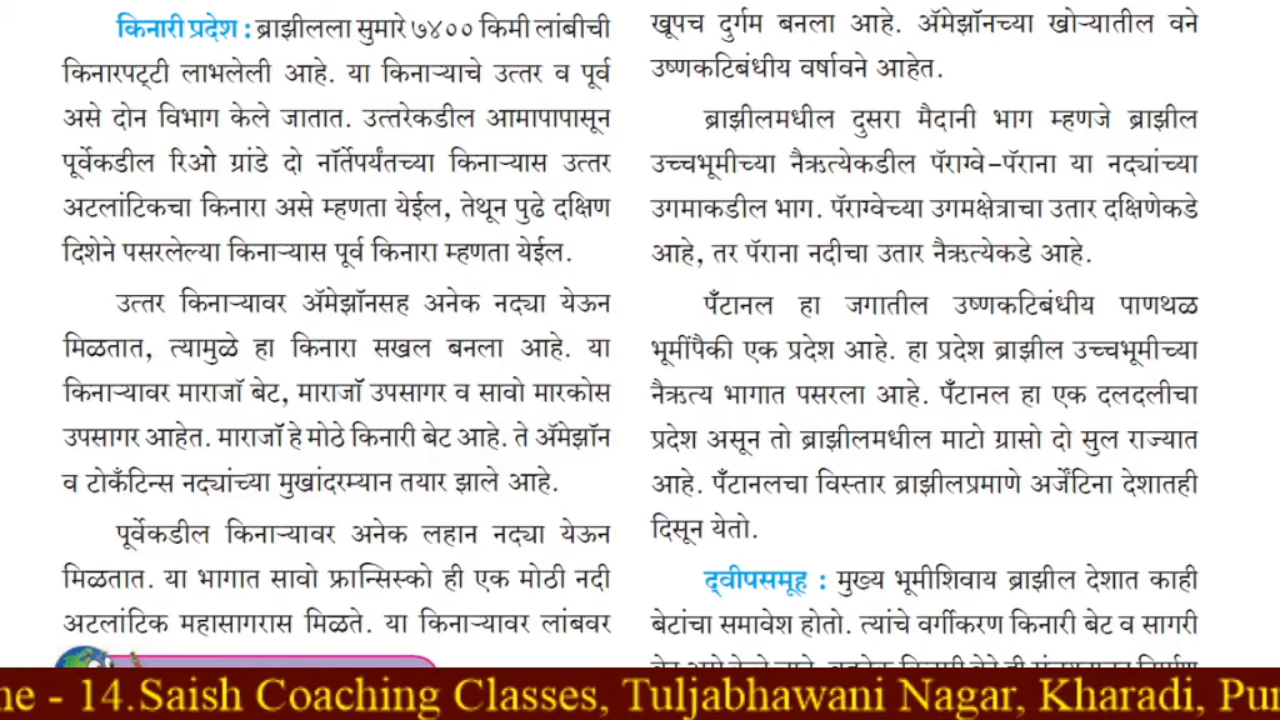 किनारी प्रदेश : ब्राझीलला सुमारे ७४०० किमी लांबीची
किनारपट्टी लाभलेली आहे. या किनाऱ्याचे उत्तर व पूर्व
असे दोन विभाग केले जातात. उत्तरेकडील आमापापासून
पूर्वेकडील रिओ ग्रांडे दो नॉर्तेपर्यंतच्या किनाऱ्यास उत्तर
अटलांटिकचा किनारा असे म्हणता येईल, तेथून पुढे दक्षिण
दिशेने पसरलेल्या किनाऱ्यास पूर्व किनारा म्हणता येईल.
उत्तर किनाऱ्यावर ॲमेझॉनसह अनेक नद्या येऊन
मिळतात, त्यामुळे हा किनारा सखल बनला आहे. या
किनाऱ्यावर माराजॉ बेट, माराजॉ उपसागर व सावो मारकोस
उपसागर आहेत. माराजॉ हे मोठे किनारी बेट आहे. ते ॲमेझॉन
व टोकँटिन्स नद्यांच्या मुखांदरम्यान तयार झाले आहे.
पूर्वेकडील किनाऱ्यावर अनेक लहान नद्या येऊन
मिळतात. या भागात सावो फ्रान्सिस्को ही एक मोठी नदी
अटलांटिक महासागरास मिळते. या किनाऱ्यावर लांबवर
खूपच दुर्गम बनला आहे. ॲमेझॉनच्या खोऱ्यातील वने
उष्णकटिबंधीय वर्षावने आहेत.
ब्राझीलमधील दुसरा मैदानी भाग म्हणजे ब्राझील
उच्चभूमीच्या नैऋत्येकडील पॅराग्वे-पॅराना या नद्यांच्या
उगमाकडील भाग. पॅराग्वेच्या उगमक्षेत्राचा उतार दक्षिणेकडे
आहे, तर पॅराना नदीचा उतार नैऋत्येकडे आहे.
पँटानल हा जगातील उष्णकटिबंधीय पाणथळ
भूमींपैकी एक प्रदेश आहे. हा प्रदेश ब्राझील उच्चभूमीच्या
नैऋत्य भागात पसरला आहे. पँटानल हा एक दलदलीचा
प्रदेश असून तो ब्राझीलमधील माटो ग्रासो दो सुल राज्यात
आहे. पँटानलचा विस्तार ब्राझीलप्रमाणे अर्जेंटिना देशातही
दिसून येतो.
द्वीपसमूह : मुख्य भूमीशिवाय ब्राझील देशात काही
बेटांचा समावेश होतो. त्यांचे वर्गीकरण किनारी बेट व सागरी
ne - 14.Saish Coaching Classes, Tuljabhawani Nagar, Kharadi, Pun